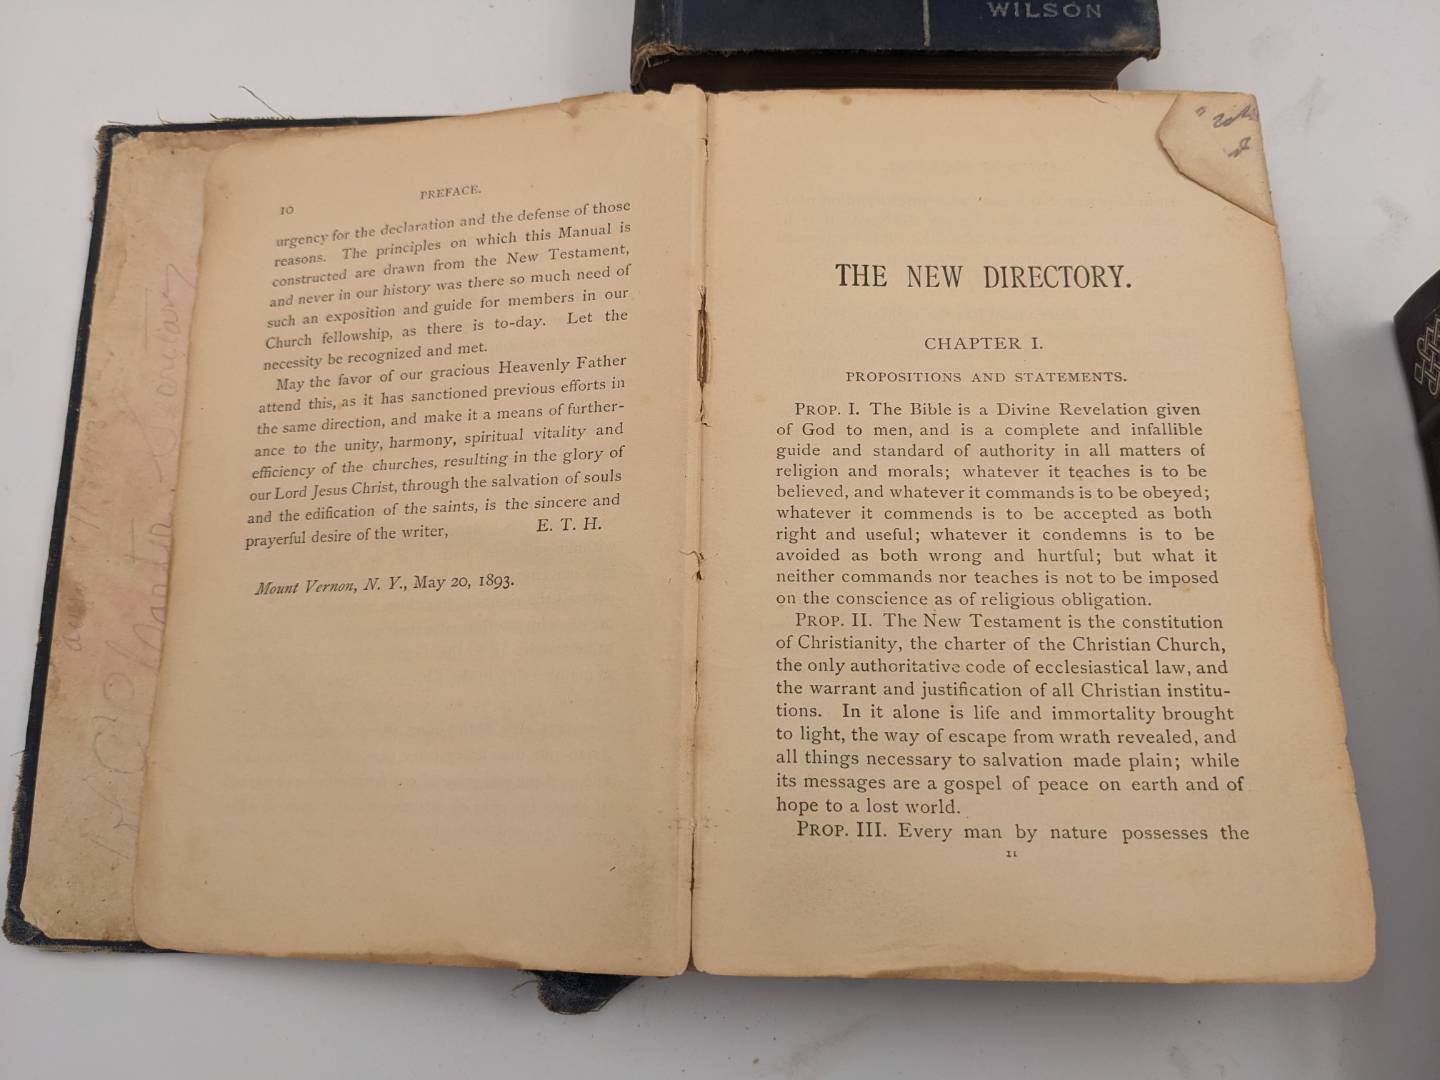 WILSON
10
PREFACE.
urgency for the declaration and the defense of those
reasons. The principles on which this Manual is
constructed are drawn from the New Testament,
and never in our history was there so much need of
such an exposition and guide for members in our
Church fellowship, as there is to-day. Let the
necessity be recognized and met.
May the favor of our gracious Heavenly Father
attend this, as it has sanctioned previous efforts in
the same direction, and make it a means of further-
ance to the unity, harmony, spiritual vitality and
efficiency of the churches, resulting in the glory of
our Lord Jesus Christ, through the salvation of souls
and the edification of the saints, is the sincere and
prayerful desire of the writer, E. T. H.
Mount Vernon, N. Y., May 20, 1893.
THE NEW DIRECTORY.
CHAPTER I.
PROPOSITIONS AND STATEMENTS.
PROP. I. The Bible is a Divine Revelation given
of God to men, and is a complete and infallible
guide and standard of authority in all matters of
religion and morals; whatever it teaches is to be
believed, and whatever it commands is to be obeyed;
whatever it commends is to be accepted as both
right and useful; whatever it condemns is to be
avoided as both wrong and hurtful; but what it
neither commands nor teaches is not to be imposed
on the conscience as of religious obligation.
PROP. II. The New Testament is the constitution
of Christianity, the charter of the Christian Church,
the only authoritative code of ecclesiastical law, and
the warrant and justification of all Christian institu-
tions. In it alone is life and immortality brought
to light, the way of escape from wrath revealed, and
all things necessary to salvation made plain; while
its messages are a gospel of peace on earth and of
hope to a lost world.
PROP. III. Every man by nature possesses the
11